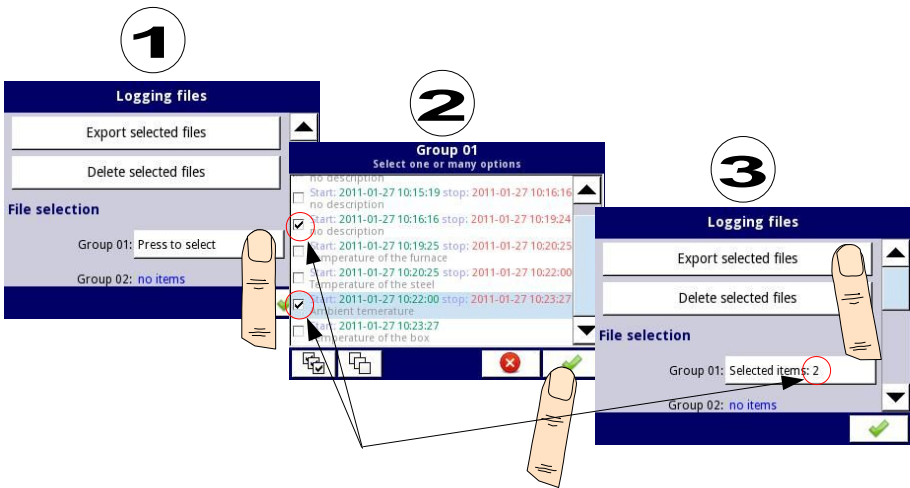 1
Logging files
Export selected files
Delete selected files
File selection
Group 01: Press to select
Group 02: no items
2
Group 01
Select one or many options
no description
Start: 2011-01-27 10:15:19 stop: 2011-01-27 10:16:16
no description
Start: 2011-01-27 10:16:16 stop: 2011-01-27 10:19:24
no description
Start: 2011-01-27 10:19:25 stop: 2011-01-27 10:20:25
Temperature of the furnace
Start: 2011-01-27 10:20:25 stop: 2011-01-27 10:22:00
Temperature of the steel
Start: 2011-01-27 10:22:00 stop: 2011-01-27 10:23:27
Ambient temerature
Start: 2011-01-27 10:23:27
Temperature of the box
3
Logging files
Export selected files
Delete selected files
File selection
Group 01: Selected items: 2
Group 02: no items